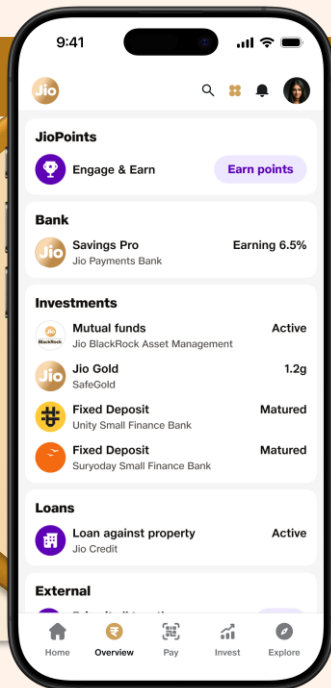 9:41
Jio
JioPoints
Engage & Earn
Earn points
Bank
Jio
Savings Pro
Earning 6.5%
Jio Payments Bank
Investments
Jio
BlackRock
Mutual funds
Active
Jio BlackRock Asset Management
Jio
Jio Gold
1.2g
SafeGold
Fixed Deposit
Matured
Unity Small Finance Bank
Fixed Deposit
Matured
Suryoday Small Finance Bank
Loans
Loan against property
Active
Jio Credit
External
Home
Overview
Pay
Invest
Explore